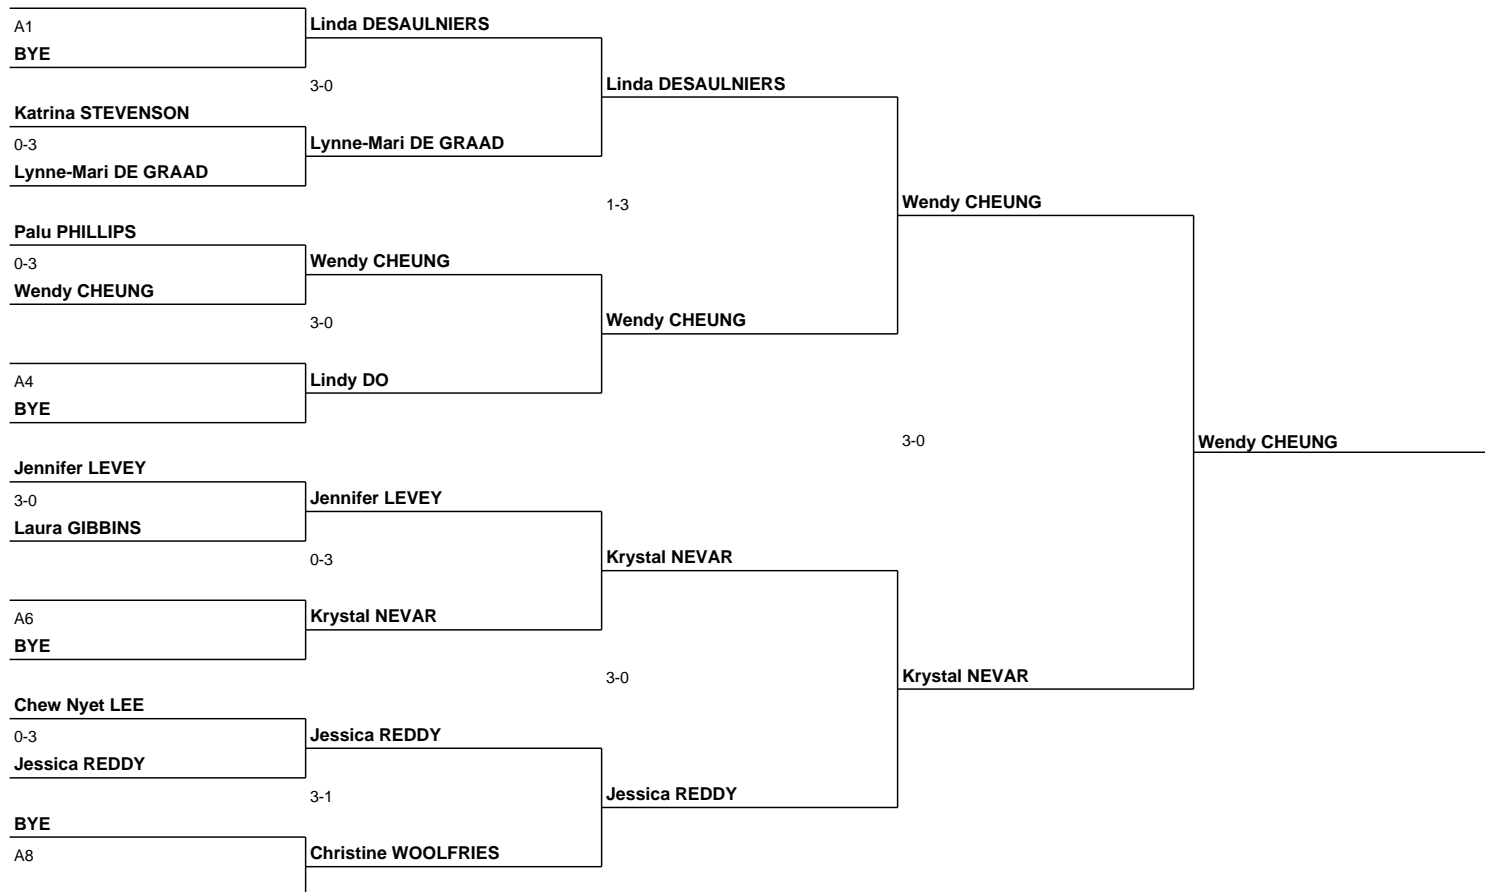 A1
BYE
Katrina STEVENSON
0-3
Lynne-Mari DE GRAAD
Palu PHILLIPS
0-3
Wendy CHEUNG
A4
BYE
Jennifer LEVEY
3-0
Laura GIBBINS
A6
BYE
Chew Nyet LEE
0-3
Jessica REDDY
BYE
A8
Linda DESAULNIERS
3-0
Lynne-Mari DE GRAAD
Wendy CHEUNG
3-0
Lindy DO
Jennifer LEVEY
0-3
Krystal NEVAR
Jessica REDDY
3-1
Christine WOOLFRIES
Linda DESAULNIERS
1-3
Wendy CHEUNG
Krystal NEVAR
3-0
Jessica REDDY
Wendy CHEUNG
3-0
Krystal NEVAR
Wendy CHEUNG